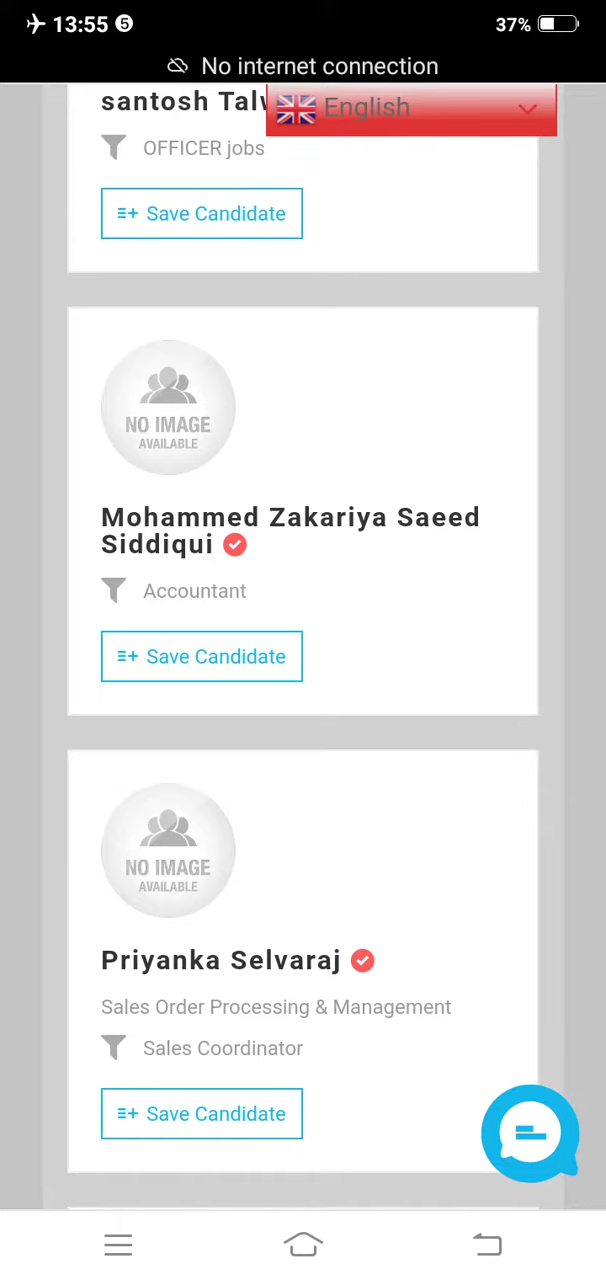 13:55 5 37%
No internet connection
santosh
English
OFFICER jobs
Save Candidate
NO IMAGE
AVAILABLE
Mohammed Zakariya Saeed
Siddiqui
Accountant
Save Candidate
NO IMAGE
AVAILABLE
Priyanka Selvaraj
Sales Order Processing & Management
Sales Coordinator
Save Candidate